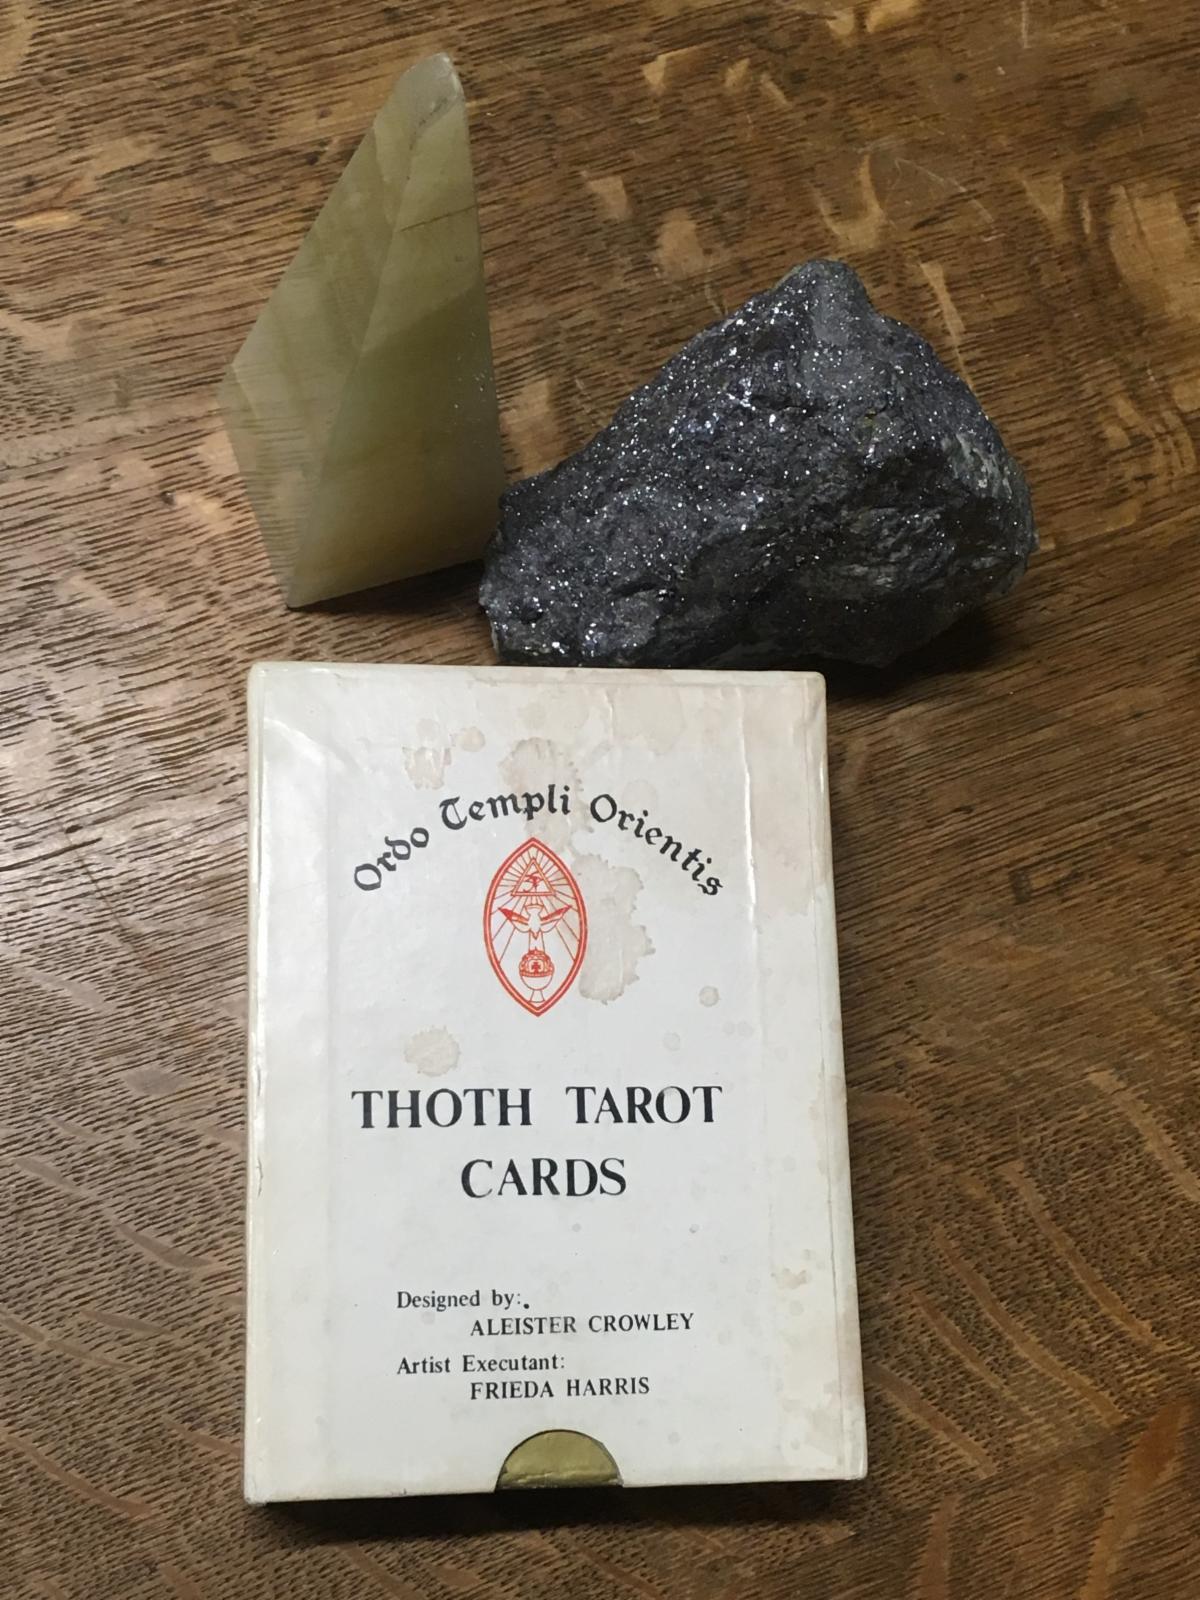 Ordo Templi Orientis
THOTH TAROT
CARDS
Designed by:.
ALEISTER CROWLEY
Artist Executant:
FRIEDA HARRIS